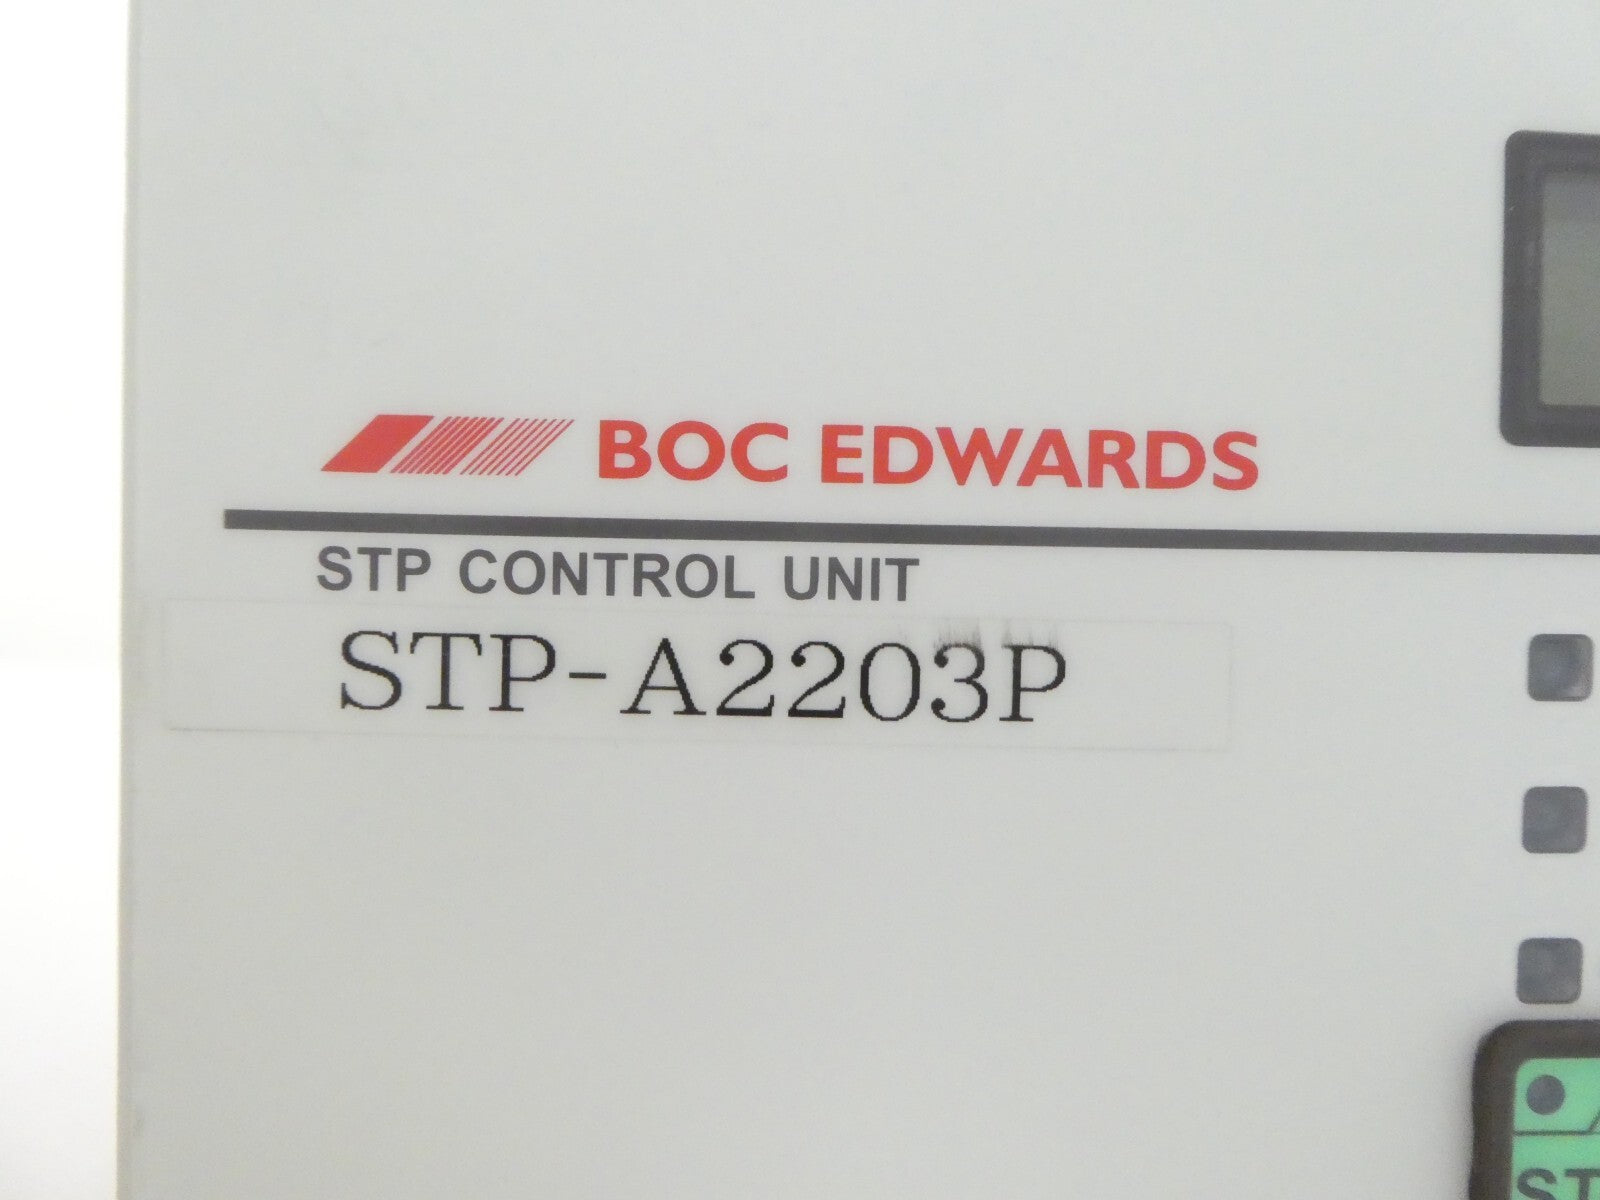 BOC EDWARDS
STP CONTROL UNIT
STP-A2203P